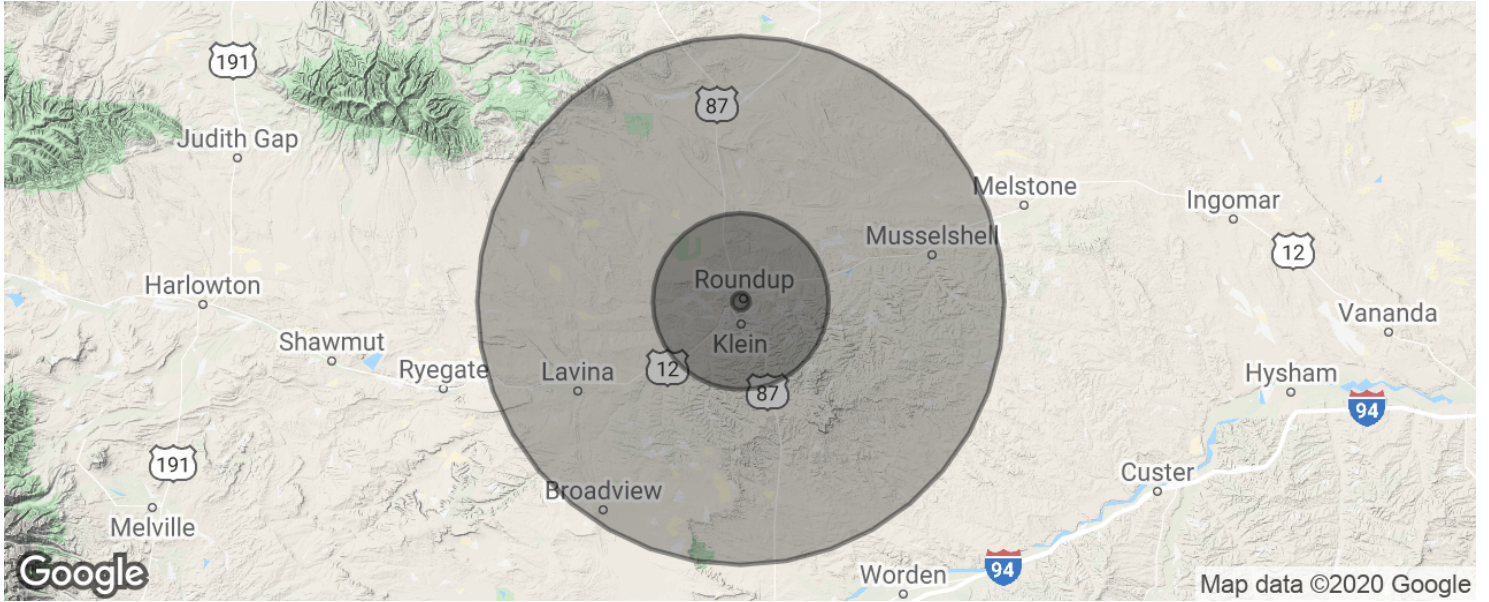 191
87
Judith Gap
Melstone
Ingomar
Musselshell
12
Roundup
Harlowton
Vananda
Shawmut
Klein
Ryegate
Lavina
12
Hysham
87
94
191
Custer
Broadview
Melville
94
Worden
Google
Map data ©2020 Google